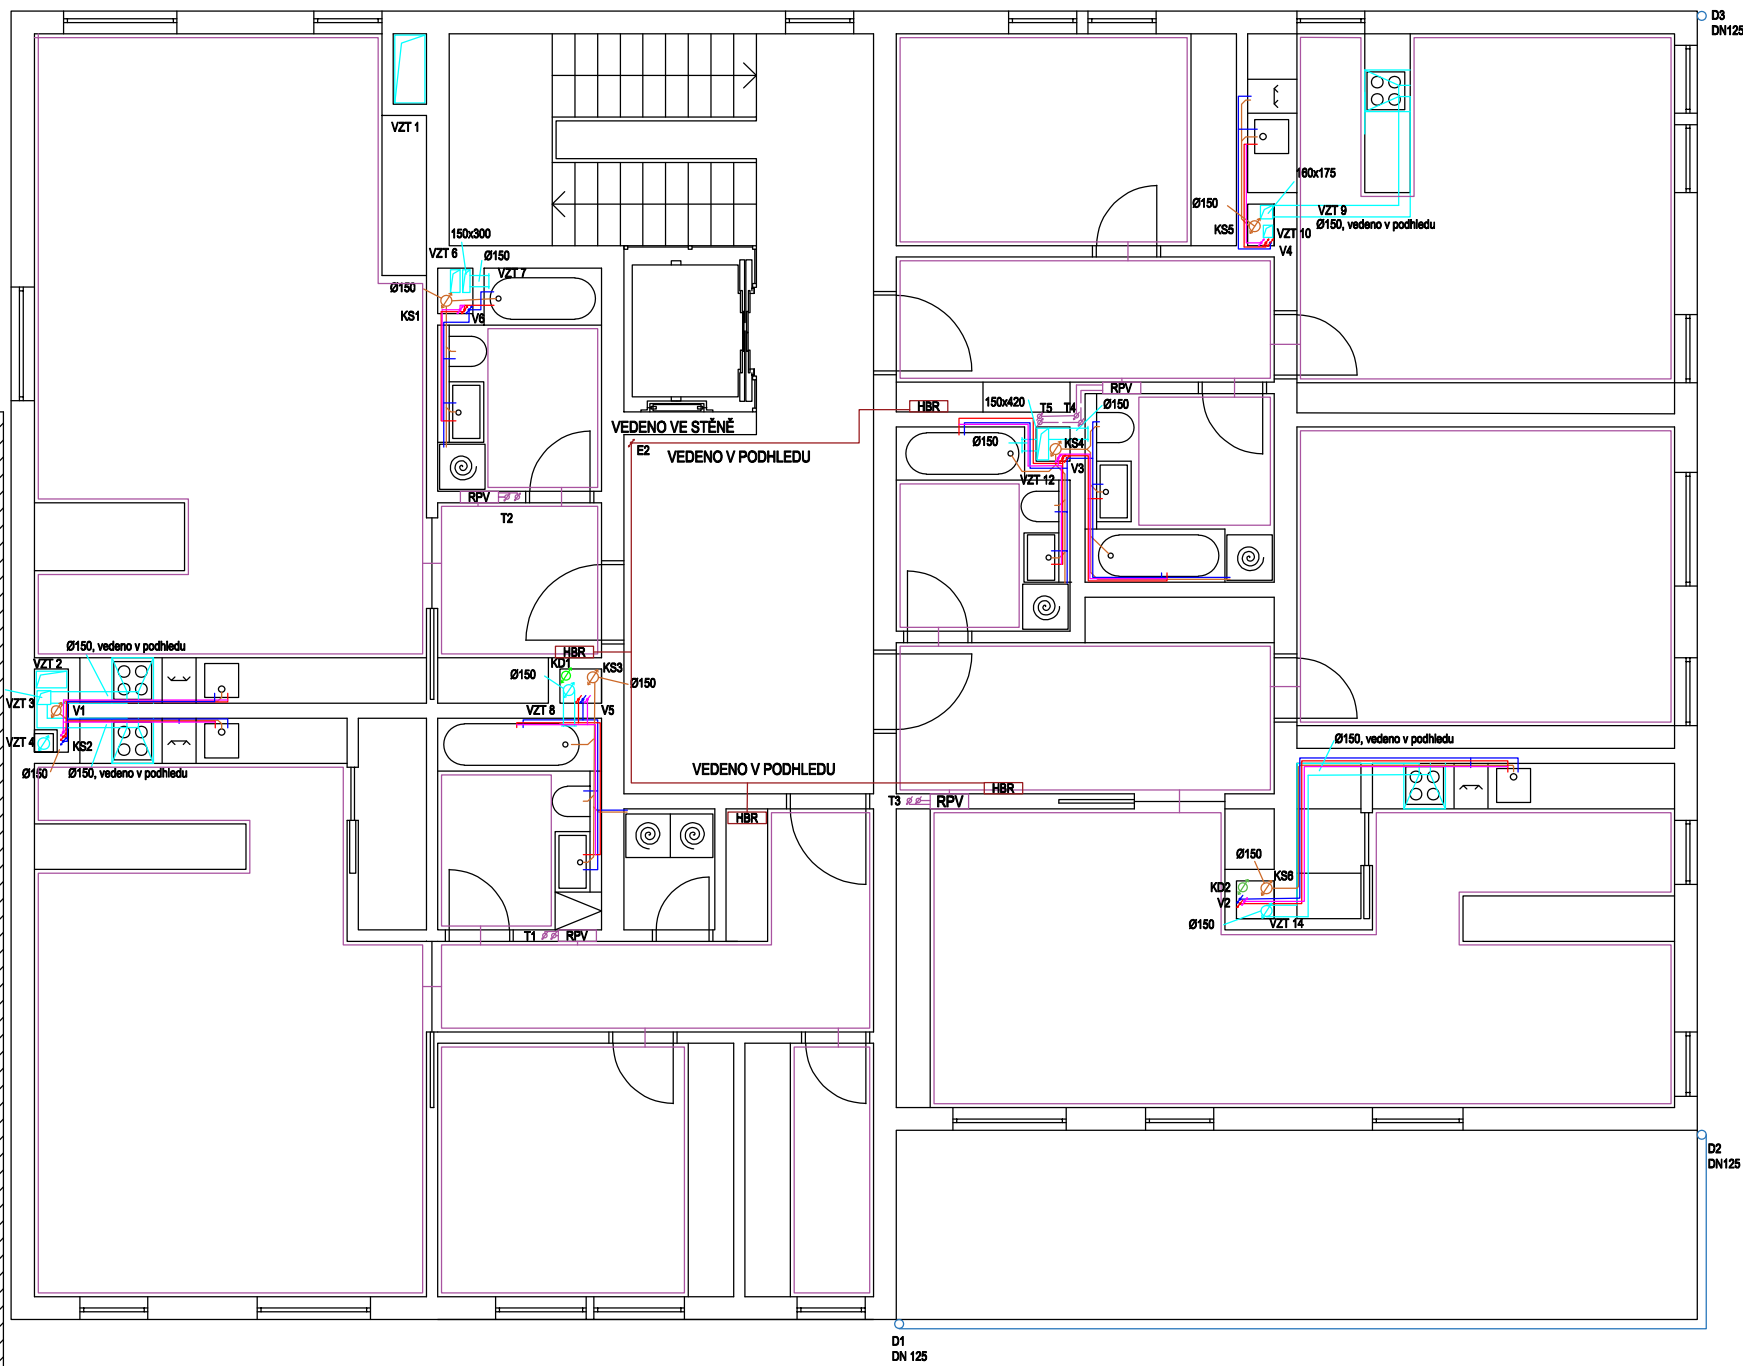 D3
DN125
VZT 1
160x175
Ø150
VZT 9
Ø150, vedeno v podhledu
KS5
VZT 10
V4
150x300
VZT 6
Ø150
VZT 7
Ø150
KS1
V6
RPV
HBR
150x420
T5
T4
Ø150
VEDENO VE STĚNĚ
E2
VEDENO V PODHLEDU
Ø150
KS4
V3
VZT 12
RPV
T2
Ø150, vedeno v podhledu
HBR
VZT 2
KD1
KS3
Ø150
Ø150
VZT 3
V1
VZT 8
V5
VZT 4
KS2
Ø150
Ø150, vedeno v podhledu
Ø150, vedeno v podhledu
VEDENO V PODHLEDU
HBR
T3
RPV
HBR
Ø150
KS6
KD2
V2
Ø150
VZT 14
T1
RPV
D2
DN125
D1
DN 125